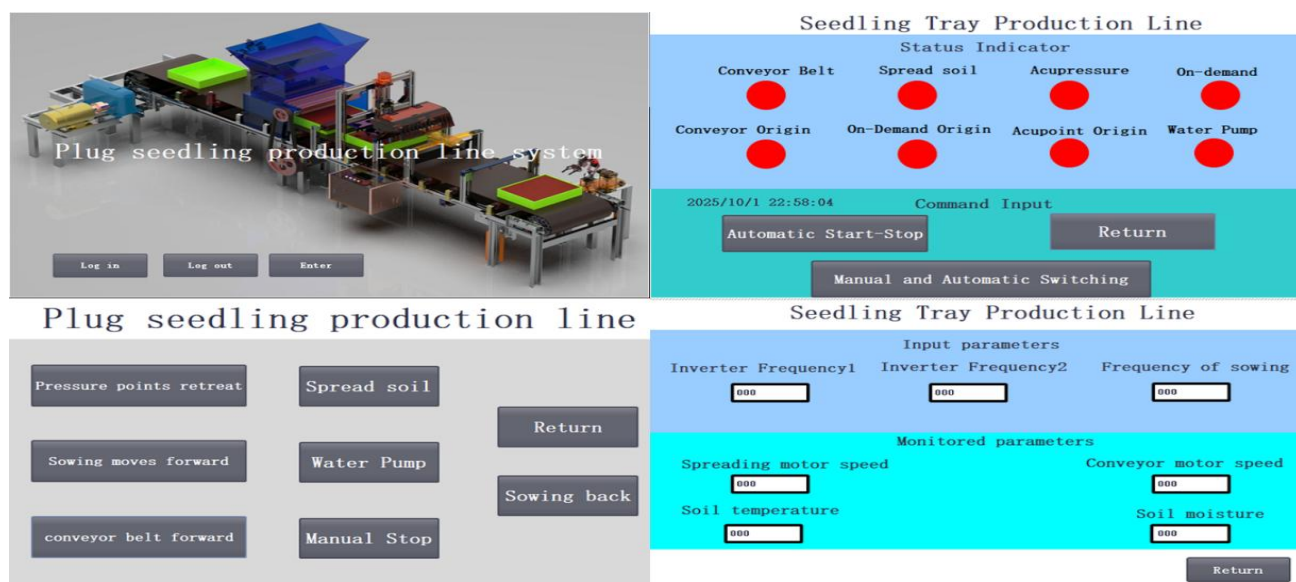 Plug seedling production line system
Log in Log out Enter
Seedling Tray Production Line
Status Indicator
Conveyor Belt Spread soil Acupressure On-demand
Conveyor Origin On-Demand Origin Acupoint Origin Water Pump
2025/10/1 22:58:04 Command Input
Automatic Start-Stop Return
Manual and Automatic Switching
Plug seedling production line
Pressure points retreat Spread soil
Return
Sowing moves forward Water Pump
Sowing back
conveyor belt forward Manual Stop
Seedling Tray Production Line
Input parameters
Inverter Frequency1 Inverter Frequency2 Frequency of sowing
000 000 000
Monitored parameters
Spreading motor speed Conveyor motor speed
000 000
Soil temperature Soil moisture
000 000
Return